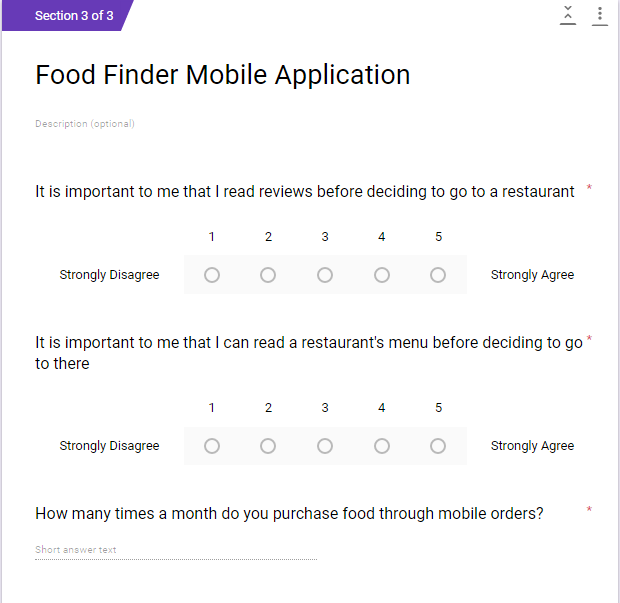 Section 3 of 3
Food Finder Mobile Application
Description (optional)
It is important to me that I read reviews before deciding to go to a restaurant *
1 2 3 4 5
Strongly Disagree Strongly Agree
It is important to me that I can read a restaurant's menu before deciding to go *
to there
1 2 3 4 5
Strongly Disagree Strongly Agree
How many times a month do you purchase food through mobile orders? *
Short answer text